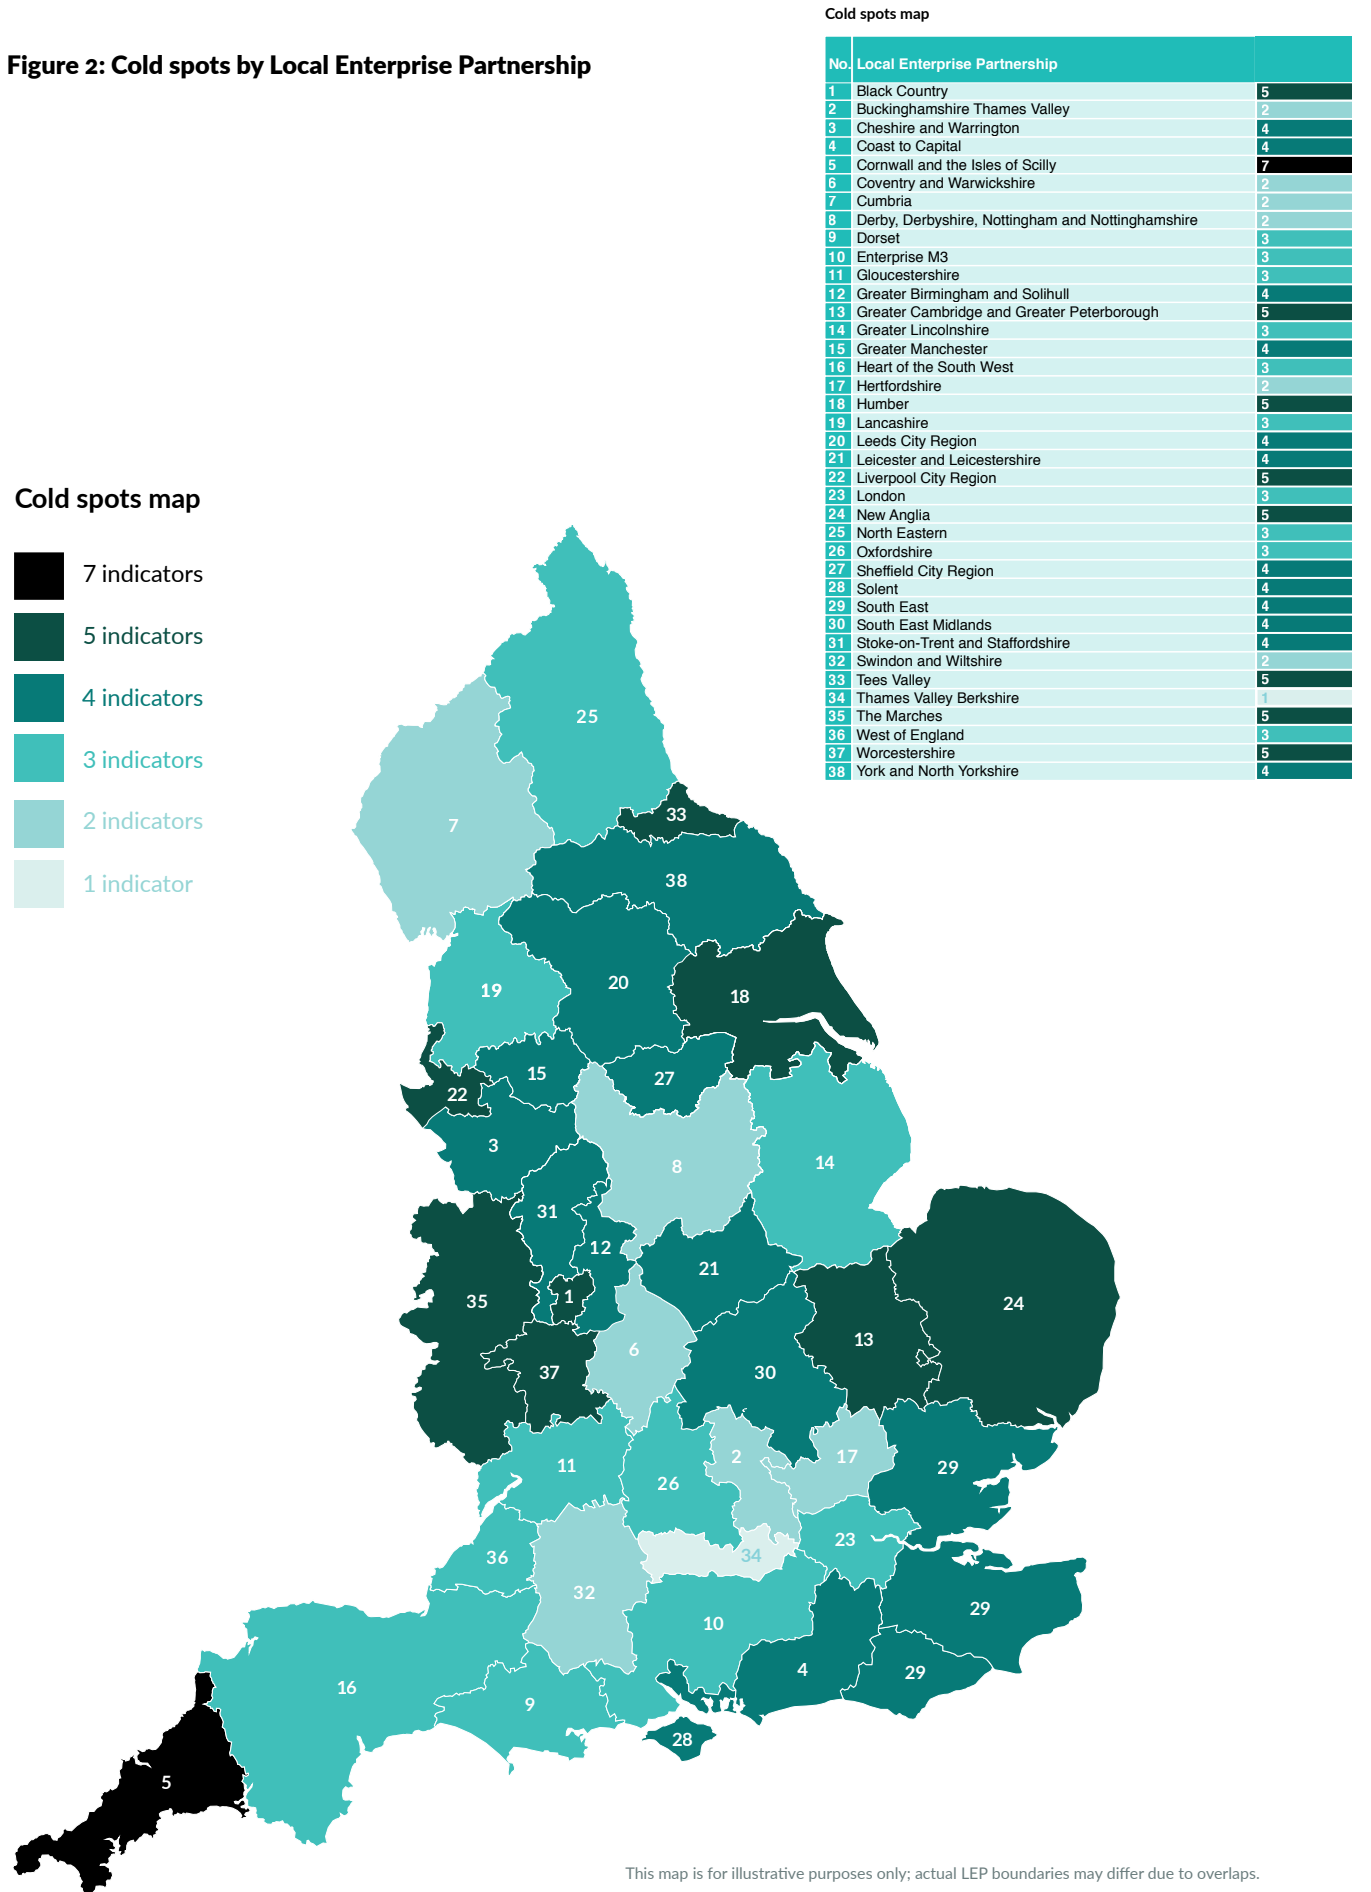 Cold spots map
Figure 2: Cold spots by Local Enterprise Partnership
No. Local Enterprise Partnership
1 Black Country 5
2 Buckinghamshire Thames Valley 2
3 Cheshire and Warrington 4
4 Coast to Capital 4
5 Cornwall and the Isles of Scilly 7
6 Coventry and Warwickshire 2
7 Cumbria 2
8 Derby, Derbyshire, Nottingham and Nottinghamshire 2
9 Dorset 3
10 Enterprise M3 3
11 Gloucestershire 3
12 Greater Birmingham and Solihull 4
13 Greater Cambridge and Greater Peterborough 5
14 Greater Lincolnshire 3
15 Greater Manchester 4
16 Heart of the South West 3
17 Hertfordshire 2
18 Humber 5
19 Lancashire 3
20 Leeds City Region 4
21 Leicester and Leicestershire 4
22 Liverpool City Region 5
23 London 3
24 New Anglia 5
25 North Eastern 3
26 Oxfordshire 3
27 Sheffield City Region 4
28 Solent 4
29 South East 4
30 South East Midlands 4
31 Stoke-on-Trent and Staffordshire 4
32 Swindon and Wiltshire 2
33 Tees Valley 5
34 Thames Valley Berkshire 1
35 The Marches 5
36 West of England 3
37 Worcestershire 5
38 York and North Yorkshire 4
Cold spots map
7 indicators
5 indicators
4 indicators
3 indicators
2 indicators
1 indicator
25
7
33
38
19
20
18
15
27
22
3
8
14
31
12
21
35
1
24
13
6
37
30
2
17
11
26
29
23
36
34
32
29
10
4
29
16
9
28
5
This map is for illustrative purposes only; actual LEP boundaries may differ due to overlaps.